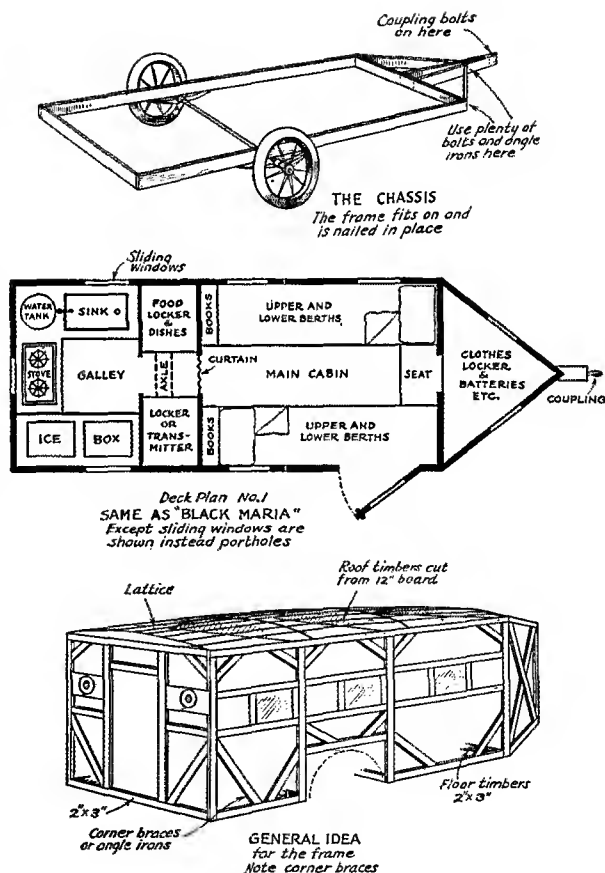 Coupling bolts
on here
Use plenty of
bolts and angle
irons here
THE CHASSIS
The frame fits on and
is nailed in place
Sliding
windows
WATER
TANK
SINK
FOOD
LOCKER
&
DISHES
BOOKS
UPPER AND
LOWER BERTHS
STOVE
GALLEY
AXLE
CURTAIN
MAIN CABIN
SEAT
CLOTHES
LOCKER
&
BATTERIES
ETC.
COUPLING
ICE
BOX
LOCKER
OR
TRANS-
MITTER
BOOKS
UPPER AND
LOWER BERTHS
Deck Plan No.1
SAME AS "BLACK MARIA"
Except sliding windows are
shown instead portholes
Roof timbers cut
from 12" board
Lattice
2"x3"
Corner braces
or angle irons
Floor timbers
2"x3"
GENERAL IDEA
for the frame
Note corner braces